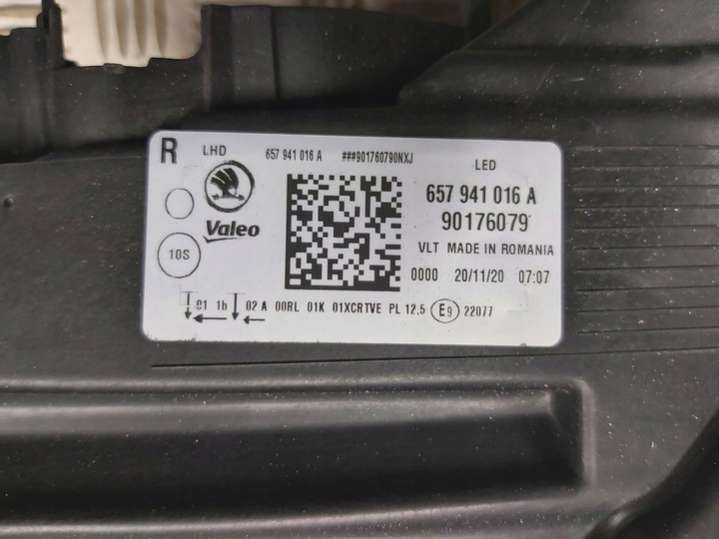 R LHD 657 941 016 A ###901760790NXJ LED
657 941 016 A
Valeo
90176079
VLT MADE IN ROMANIA
10S
0000 20/11/20 07:07
01 1b 02 A 00RL 01K 01XCRTVE PL 12.5 E9 22077